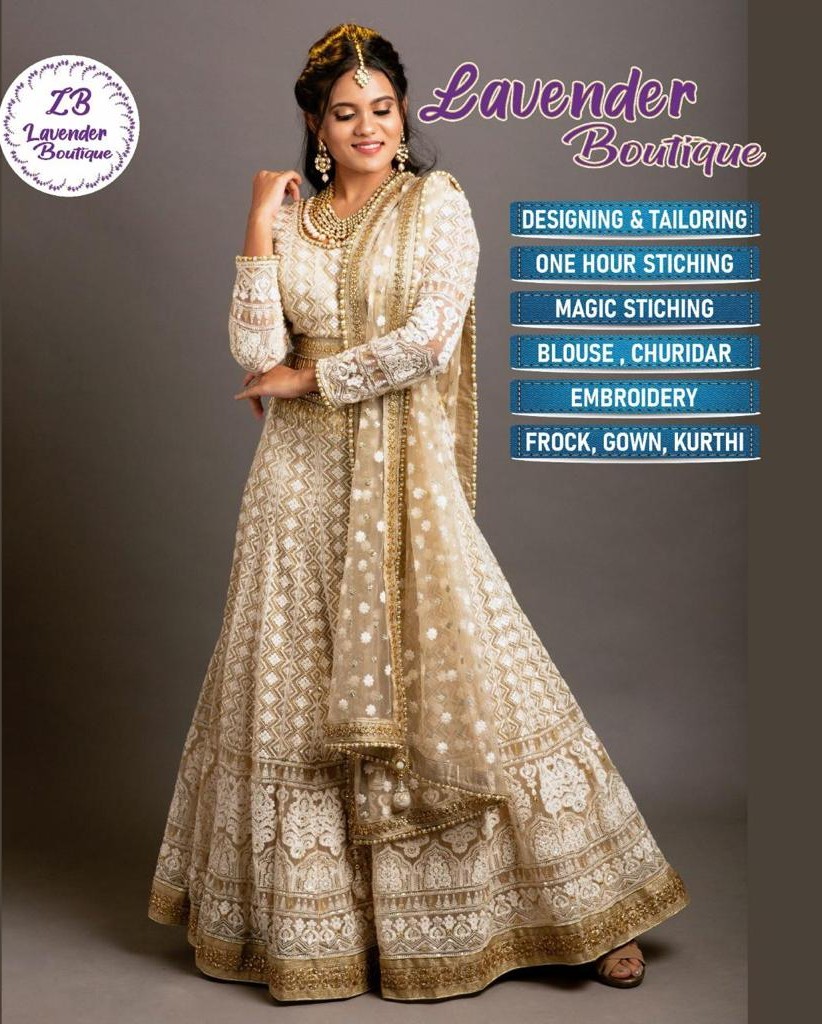 LB
Lavender
Boutique
Lavender
Boutique
DESIGNING & TAILORING
ONE HOUR STICHING
MAGIC STICHING
BLOUSE , CHURIDAR
EMBROIDERY
FROCK, GOWN, KURTHI